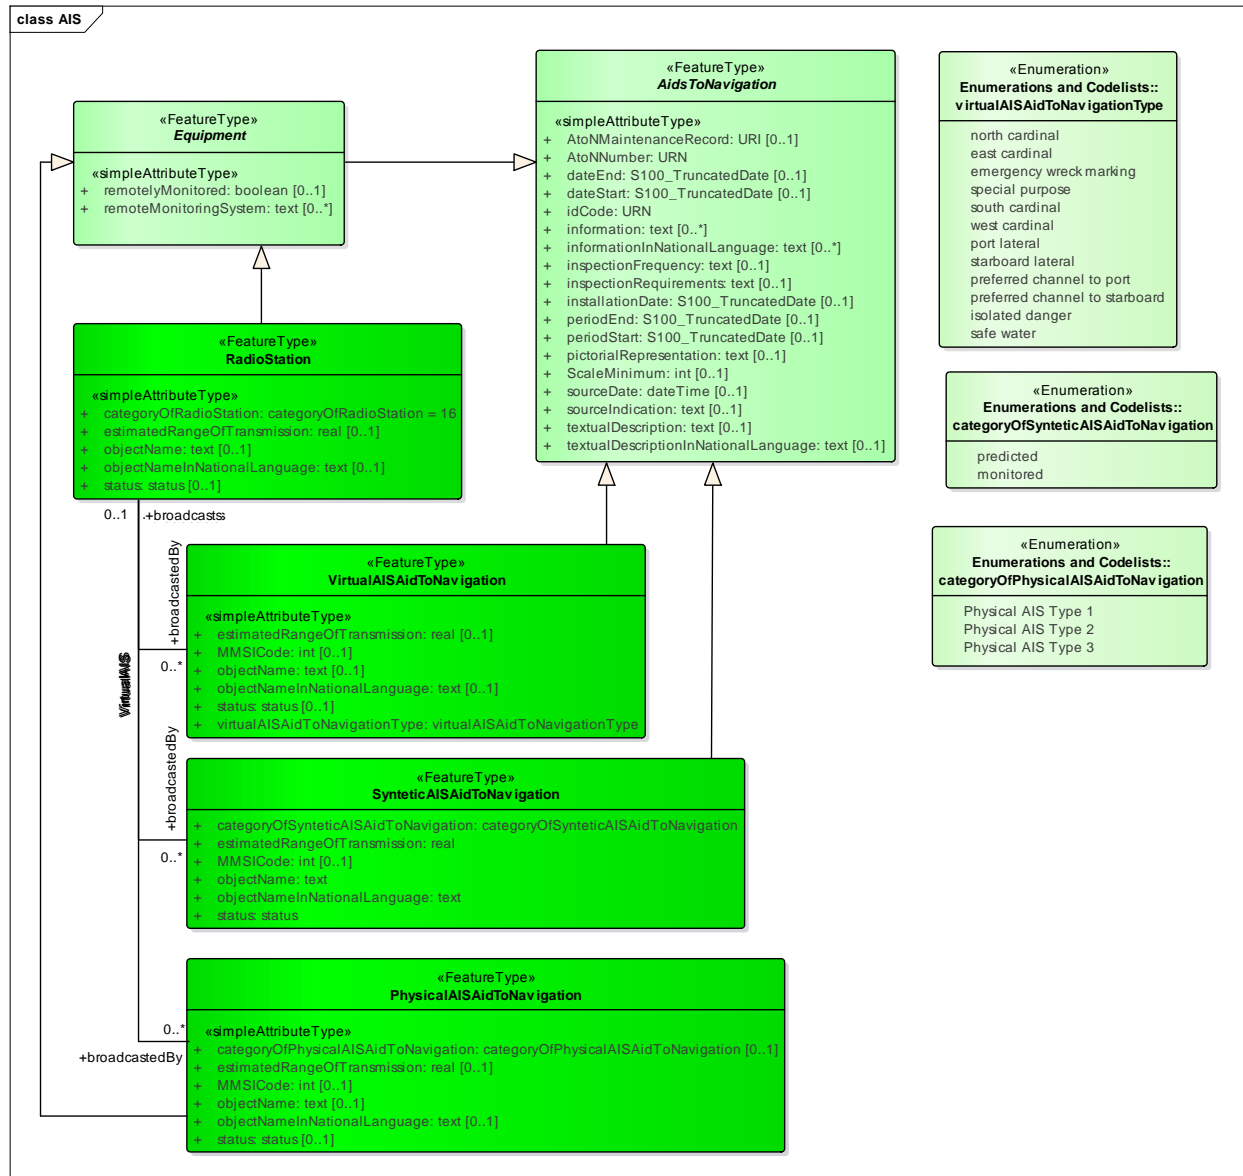 class AIS
«FeatureType»
Equipment
«simpleAttributeType»
+ remotelyMonitored: boolean [0..1]
+ remoteMonitoringSystem: text [0..*]
«FeatureType»
AidsToNavigation
«simpleAttributeType»
+ AtoNMaintenanceRecord: URI [0..1]
+ AtoNNumber: URN
+ dateEnd: S100_TruncatedDate [0..1]
+ dateStart: S100_TruncatedDate [0..1]
+ idCode: URN
+ information: text [0..*]
+ informationInNationalLanguage: text [0..*]
+ inspectionFrequency: text [0..1]
+ inspectionRequirements: text [0..1]
+ installationDate: S100_TruncatedDate [0..1]
+ periodEnd: S100_TruncatedDate [0..1]
+ periodStart: S100_TruncatedDate [0..1]
+ pictorialRepresentation: text [0..1]
+ ScaleMinimum: int [0..1]
+ sourceDate: dateTime [0..1]
+ sourceIndication: text [0..1]
+ textualDescription: text [0..1]
+ textualDescriptionInNationalLanguage: text [0..1]
«Enumeration»
Enumerations and Codelists::
virtualAISAidToNavigationType
north cardinal
east cardinal
emergency wreck marking
special purpose
south cardinal
west cardinal
port lateral
starboard lateral
preferred channel to port
preferred channel to starboard
isolated danger
safe water
«FeatureType»
RadioStation
«simpleAttributeType»
+ categoryOfRadioStation: categoryOfRadioStation = 16
+ estimatedRangeOfTransmission: real [0..1]
+ objectName: text [0..1]
+ objectNameInNationalLanguage: text [0..1]
+ status: status [0..1]
«Enumeration»
Enumerations and Codelists::
categoryOfSynteticAISAidToNavigation
predicted
monitored
«Enumeration»
Enumerations and Codelists::
categoryOfPhysicalAISAidToNavigation
Physical AIS Type 1
Physical AIS Type 2
Physical AIS Type 3
0..1
+broadcasts
+broadcastedBy
0..*
VirtualAIS
«FeatureType»
VirtualAISAidToNavigation
«simpleAttributeType»
+ estimatedRangeOfTransmission: real [0..1]
+ MMSICode: int [0..1]
+ objectName: text [0..1]
+ objectNameInNationalLanguage: text [0..1]
+ status: status [0..1]
+ virtualAISAidToNavigationType: virtualAISAidToNavigationType
+broadcastedBy
0..*
«FeatureType»
SynteticAISAidToNavigation
+ categoryOfSynteticAISAidToNavigation: categoryOfSynteticAISAidToNavigation
+ estimatedRangeOfTransmission: real
+ MMSICode: int [0..1]
+ objectName: text
+ objectNameInNationalLanguage: text
+ status: status
0..*
+broadcastedBy
«FeatureType»
PhysicalAISAidToNavigation
«simpleAttributeType»
+ categoryOfPhysicalAISAidToNavigation: categoryOfPhysicalAISAidToNavigation [0..1]
+ estimatedRangeOfTransmission: real [0..1]
+ MMSICode: int [0..1]
+ objectName: text [0..1]
+ objectNameInNationalLanguage: text [0..1]
+ status: status [0..1]